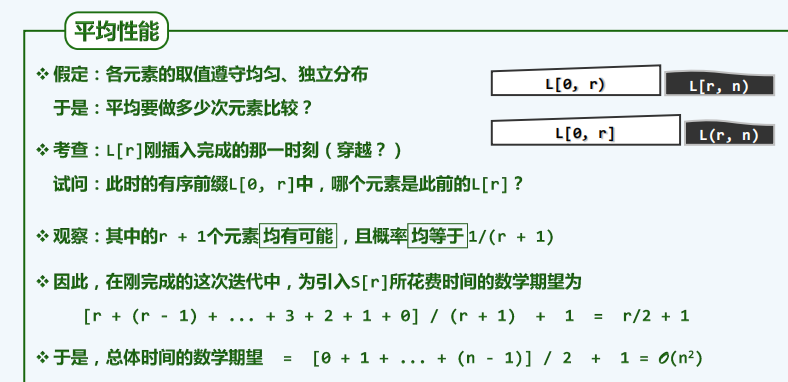 平均性能
❖ 假定：各元素的取值遵守均匀、独立分布
于是：平均要做多少次元素比较？
L[0, r)
L[r, n)
❖ 考查：L[r]刚插入完成的那一时刻（穿越？）
试问：此时的有序前缀L[0, r]中，哪个元素是此前的L[r]？
L[0, r]
L(r, n)
❖ 观察：其中的r + 1个元素均有可能，且概率均等于1/(r + 1)
❖ 因此，在刚完成的这次迭代中，为引入S[r]所花费时间的数学期望为
[r + (r - 1) + ... + 3 + 2 + 1 + 0] / (r + 1) + 1 = r/2 + 1
❖ 于是，总体时间的数学期望 = [0 + 1 + ... + (n - 1)] / 2 + 1 = 𝒪(n²)